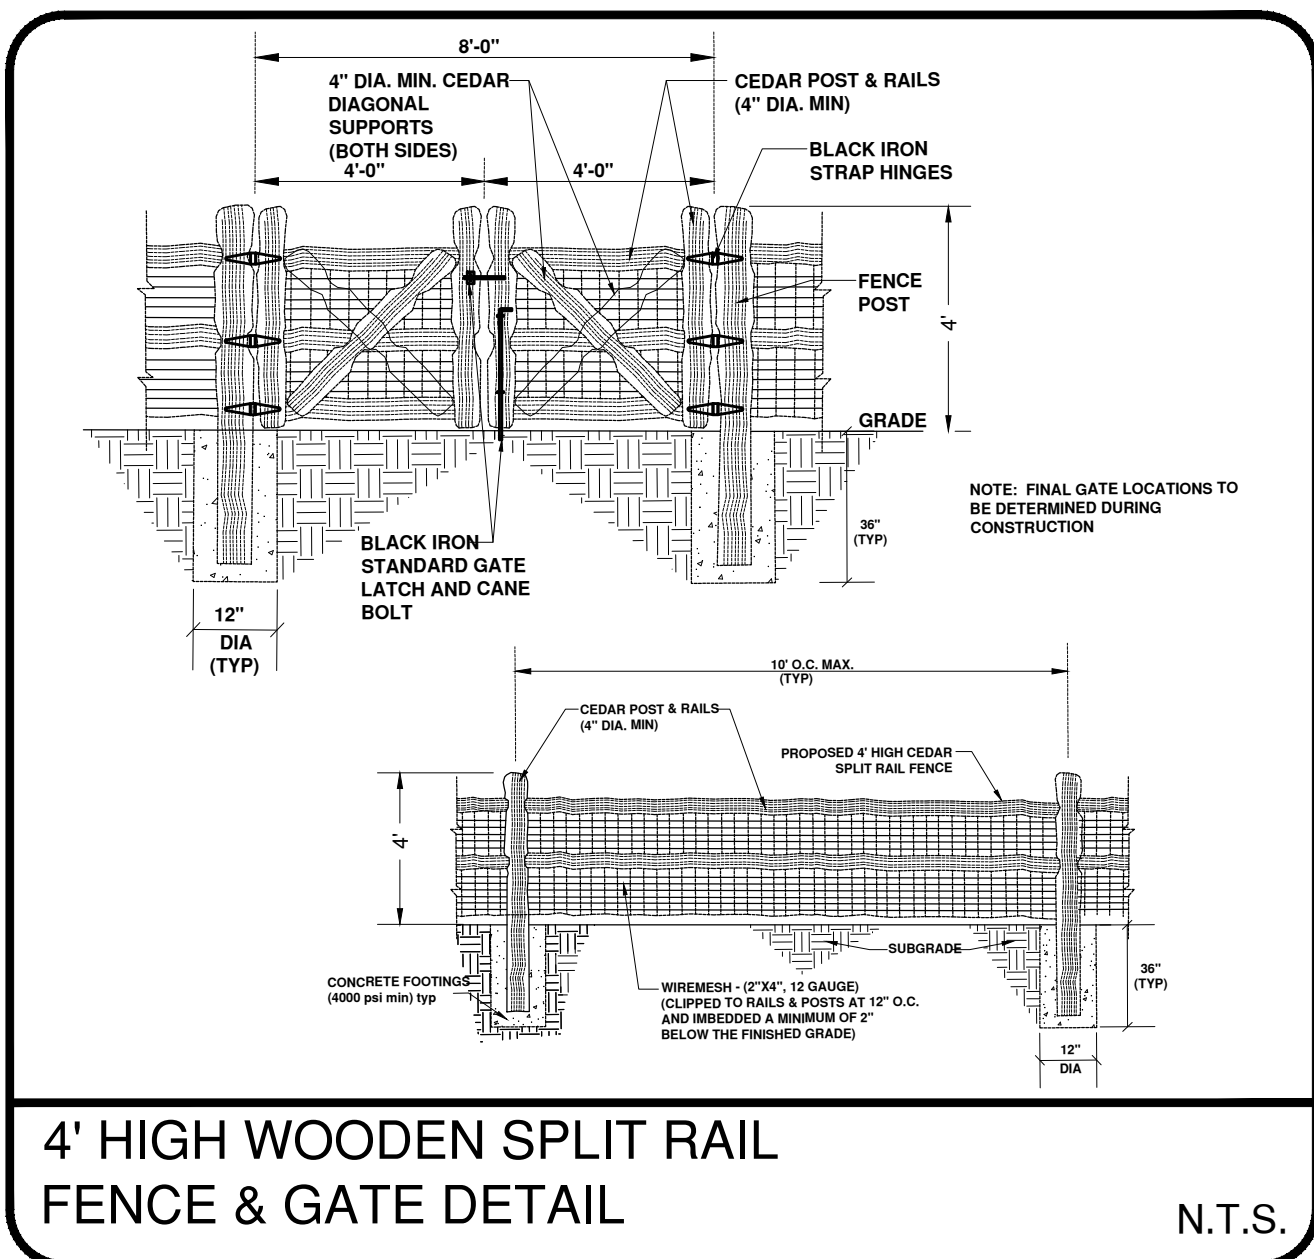 8'-0"
4" DIA. MIN. CEDAR
DIAGONAL
SUPPORTS
(BOTH SIDES)
CEDAR POST & RAILS
(4" DIA. MIN)
BLACK IRON
STRAP HINGES
4'-0"
4'-0"
FENCE
POST
4'
GRADE
NOTE: FINAL GATE LOCATIONS TO
BE DETERMINED DURING
CONSTRUCTION
36"
(TYP)
BLACK IRON
STANDARD GATE
LATCH AND CANE
BOLT
12"
DIA
(TYP)
10' O.C. MAX.
(TYP)
CEDAR POST & RAILS
(4" DIA. MIN)
PROPOSED 4' HIGH CEDAR
SPLIT RAIL FENCE
4'
SUBGRADE
CONCRETE FOOTINGS
(4000 psi min) typ
WIREMESH - (2"X4", 12 GAUGE)
(CLIPPED TO RAILS & POSTS AT 12" O.C.
AND IMBEDDED A MINIMUM OF 2"
BELOW THE FINISHED GRADE)
36"
(TYP)
12"
DIA
4' HIGH WOODEN SPLIT RAIL
FENCE & GATE DETAIL
N.T.S.